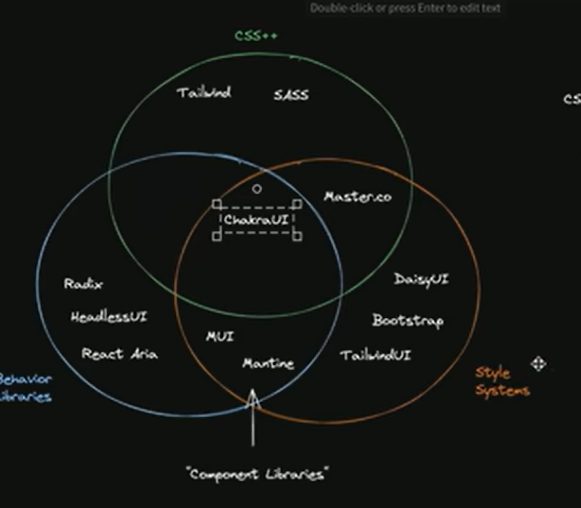 Double-click or press Enter to edit text
CSS++
Tailwind
SASS
CS
Master.co
ChakraUI
Radix
DaisyUI
HeadlessUI
Bootstrap
MUI
React Aria
Mantine
TailwindUI
Behavior
Libraries
Style
Systems
"Component Libraries"